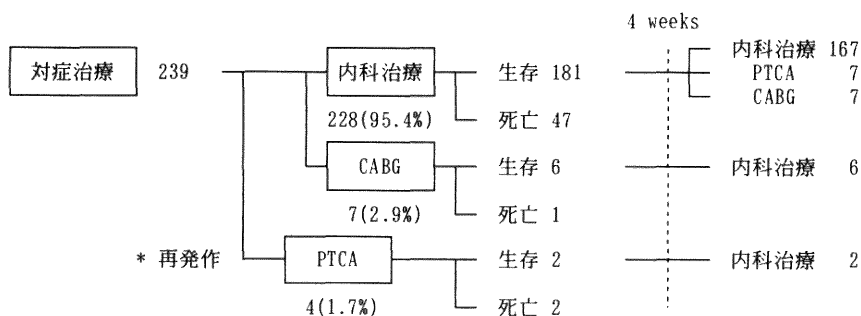 4 weeks
対症治療 239 内科治療 生存 181 内科治療 167
PTCA 7
CABG 7
228(95.4%) 死亡 47
CABG 生存 6 内科治療 6
7(2.9%) 死亡 1
* 再発作 PTCA 生存 2 内科治療 2
4(1.7%) 死亡 2